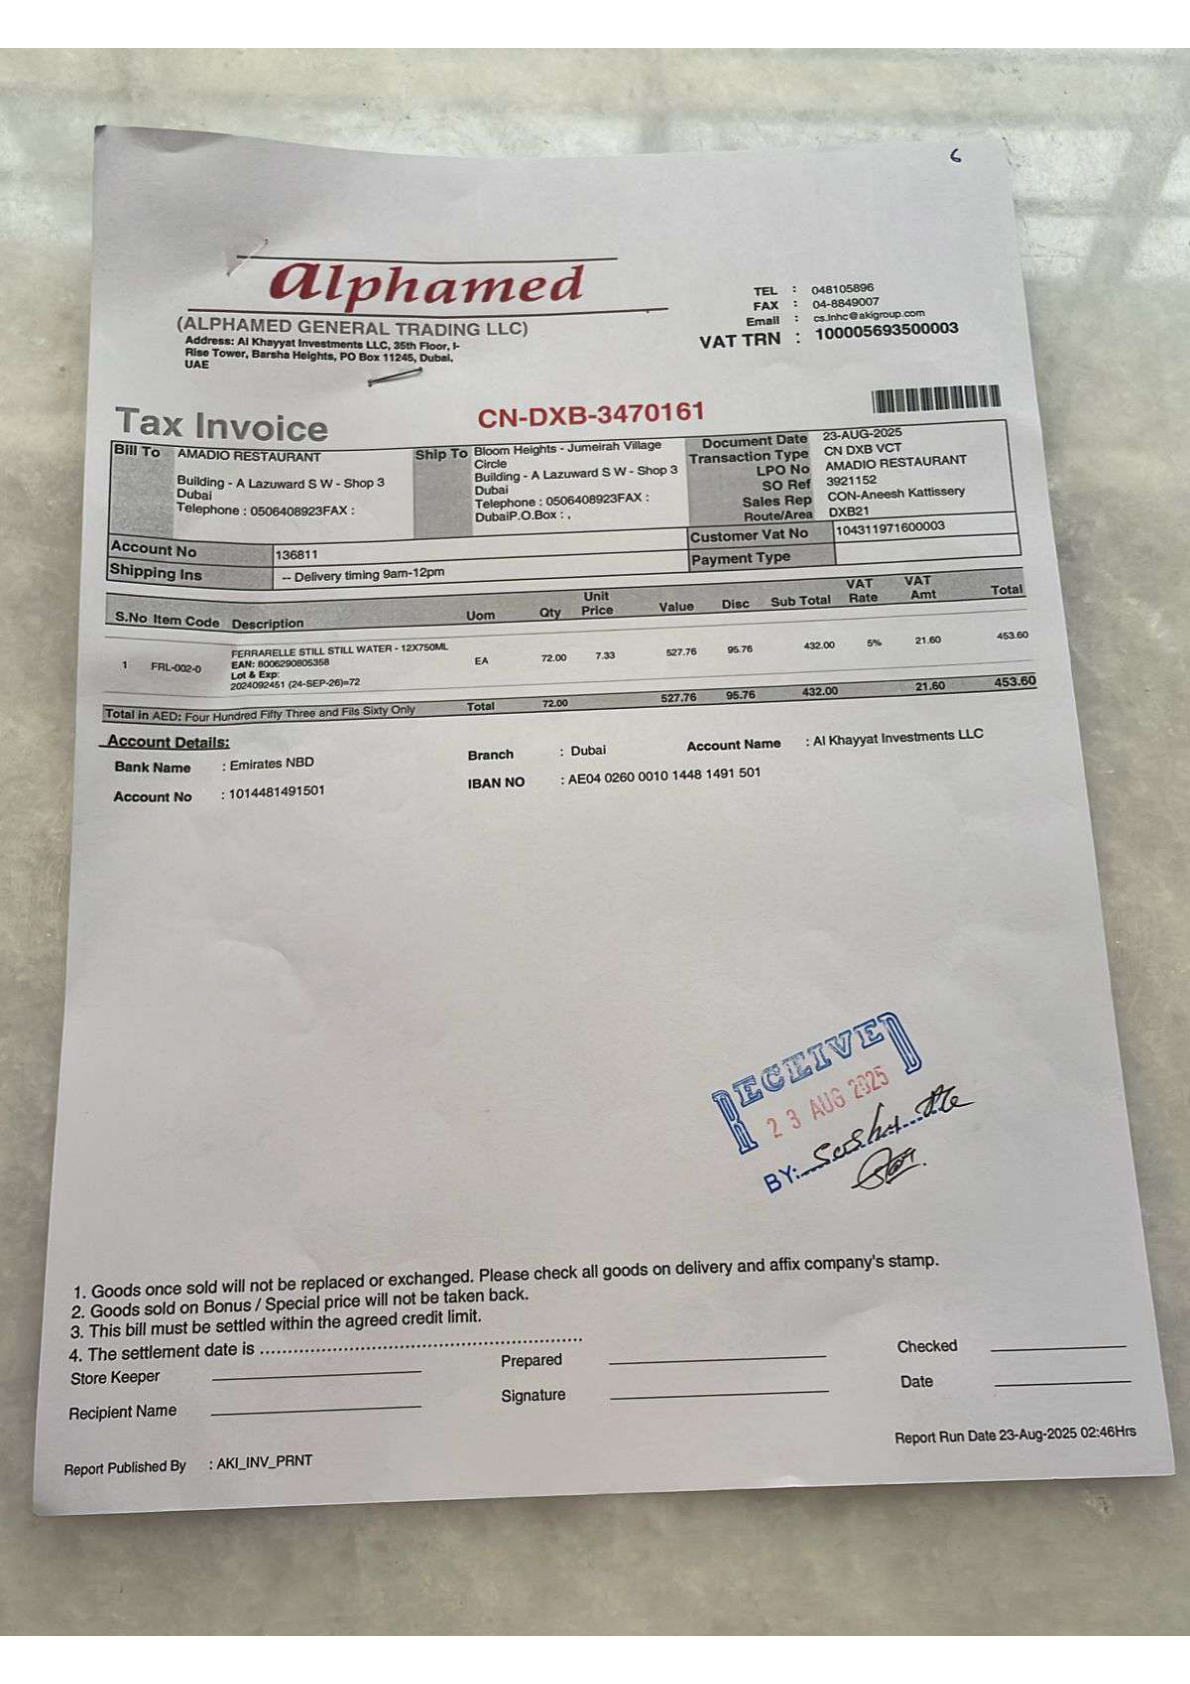 6
alphamed
(ALPHAMED GENERAL TRADING LLC)
Address: Al Khayyat Investments LLC, 35th Floor, I-
Rise Tower, Barsha Heights, PO Box 11245, Dubai,
UAE
TEL : 048105896
FAX : 04-8849007
Email : cs.lnhc@akigroup.com
VAT TRN : 100005693500003
Tax Invoice
CN-DXB-3470161
Bill To AMADIO RESTAURANT
Building - A Lazuward S W - Shop 3
Dubai
Telephone : 0506408923FAX :
Ship To Bloom Heights - Jumeirah Village
Circle
Building - A Lazuward S W - Shop 3
Dubai
Telephone : 0506408923FAX :
DubaiP.O.Box : ,
Document Date 23-AUG-2025
Transaction Type CN DXB VCT
LPO No AMADIO RESTAURANT
SO Ref 3921152
Sales Rep CON-Aneesh Kattissery
Route/Area DXB21
Customer Vat No 104311971600003
Payment Type
Account No 136811
Shipping Ins -- Delivery timing 9am-12pm
S.No Item Code Description Uom Qty Unit Price Value Disc Sub Total VAT Rate VAT Amt Total
1 FRL-002-0 FERRARELLE STILL STILL WATER - 12X750ML EA 72.00 7.33 527.76 95.76 432.00 5% 21.60 453.60
EAN: 8006290805358
Lot & Exp:
2024092451 (24-SEP-26)=72
Total in AED: Four Hundred Fifty Three and Fils Sixty Only Total 72.00 527.76 95.76 432.00 21.60 453.60
Account Details:
Bank Name : Emirates NBD Branch : Dubai Account Name : Al Khayyat Investments LLC
Account No : 1014481491501 IBAN NO : AE04 0260 0010 1448 1491 501
RECEIVED
23 AUG 2025
BY:
1. Goods once sold will not be replaced or exchanged. Please check all goods on delivery and affix company's stamp.
2. Goods sold on Bonus / Special price will not be taken back.
3. This bill must be settled within the agreed credit limit.
4. The settlement date is ..........................................................
Store Keeper Prepared Checked
Recipient Name Signature Date
Report Published By : AKI_INV_PRNT Report Run Date 23-Aug-2025 02:46Hrs